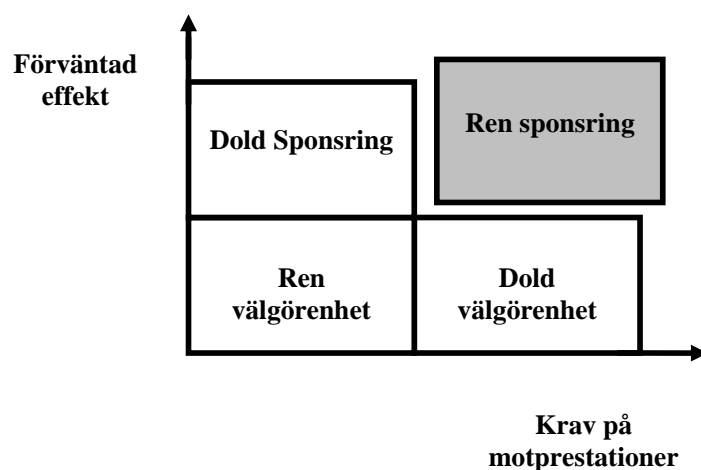 Förväntad
effekt
Dold Sponsring
Ren sponsring
Ren
välgörenhet
Dold
välgörenhet
Krav på
motprestationer